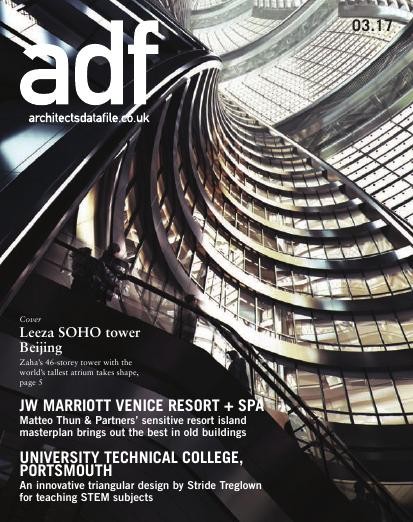 03.17
adf
architectsdatafile.co.uk
Cover
Leeza SOHO tower
Beijing
Zaha's 46-storey tower with the
world's tallest atrium takes shape,
page 5
JW MARRIOTT VENICE RESORT + SPA
Matteo Thun & Partners' sensitive resort island
masterplan brings out the best in old buildings
UNIVERSITY TECHNICAL COLLEGE,
PORTSMOUTH
An innovative triangular design by Stride Treglown
for teaching STEM subjects